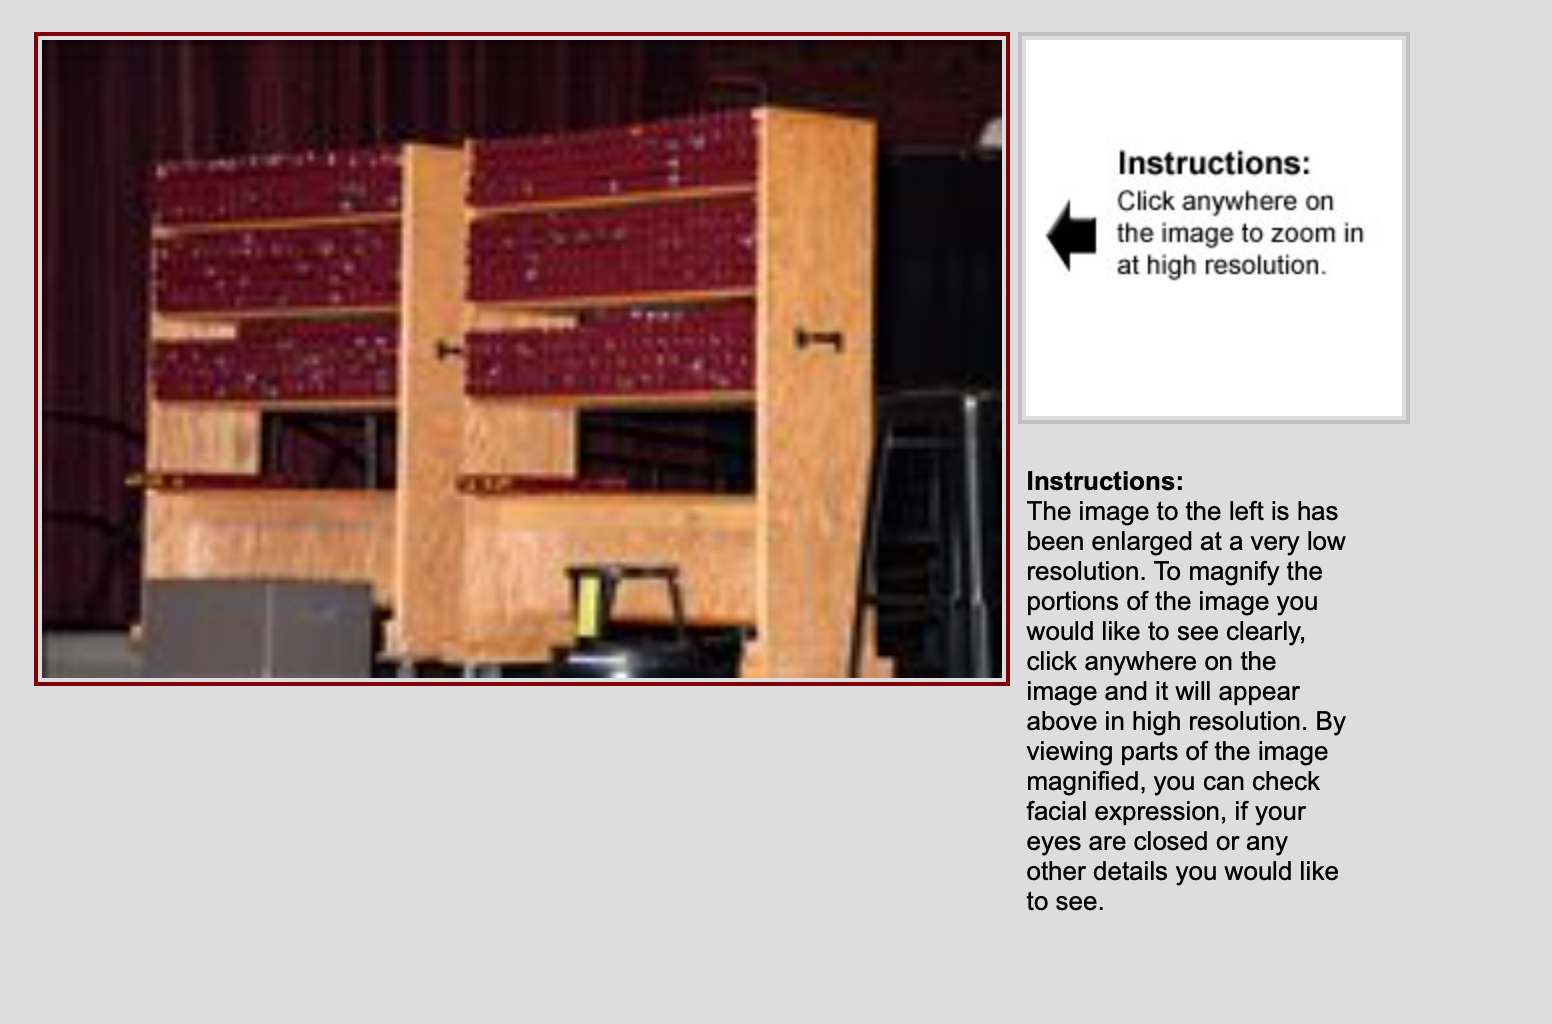 Instructions:
Click anywhere on
the image to zoom in
at high resolution.
Instructions:
The image to the left is has
been enlarged at a very low
resolution. To magnify the
portions of the image you
would like to see clearly,
click anywhere on the
image and it will appear
above in high resolution. By
viewing parts of the image
magnified, you can check
facial expression, if your
eyes are closed or any
other details you would like
to see.